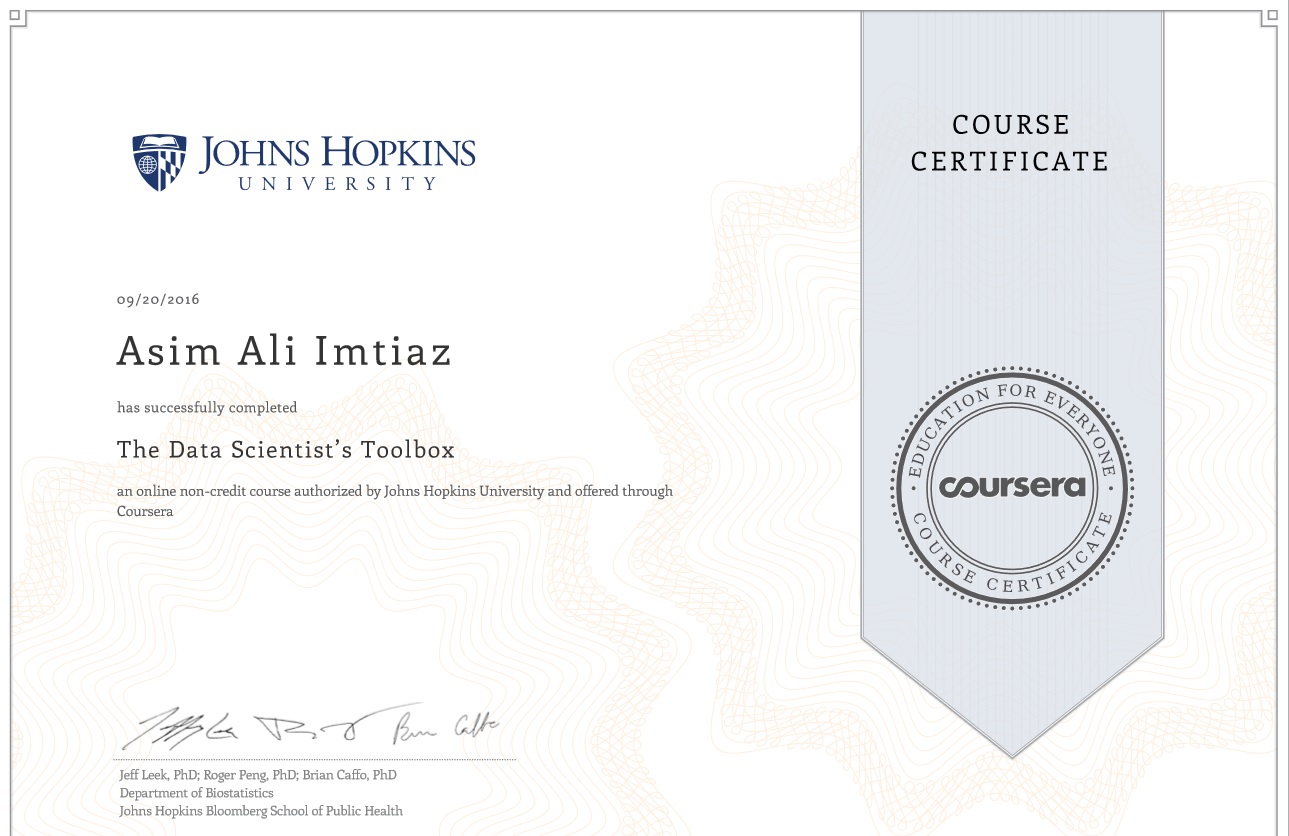 JOHNS HOPKINS
UNIVERSITY
COURSE
CERTIFICATE
09/20/2016
Asim Ali Imtiaz
has successfully completed
The Data Scientist’s Toolbox
an online non-credit course authorized by Johns Hopkins University and offered through
Coursera
EDUCATION FOR EVERYONE
coursera
COURSE CERTIFICATE
Jeff Leek, PhD; Roger Peng, PhD; Brian Caffo, PhD
Department of Biostatistics
Johns Hopkins Bloomberg School of Public Health